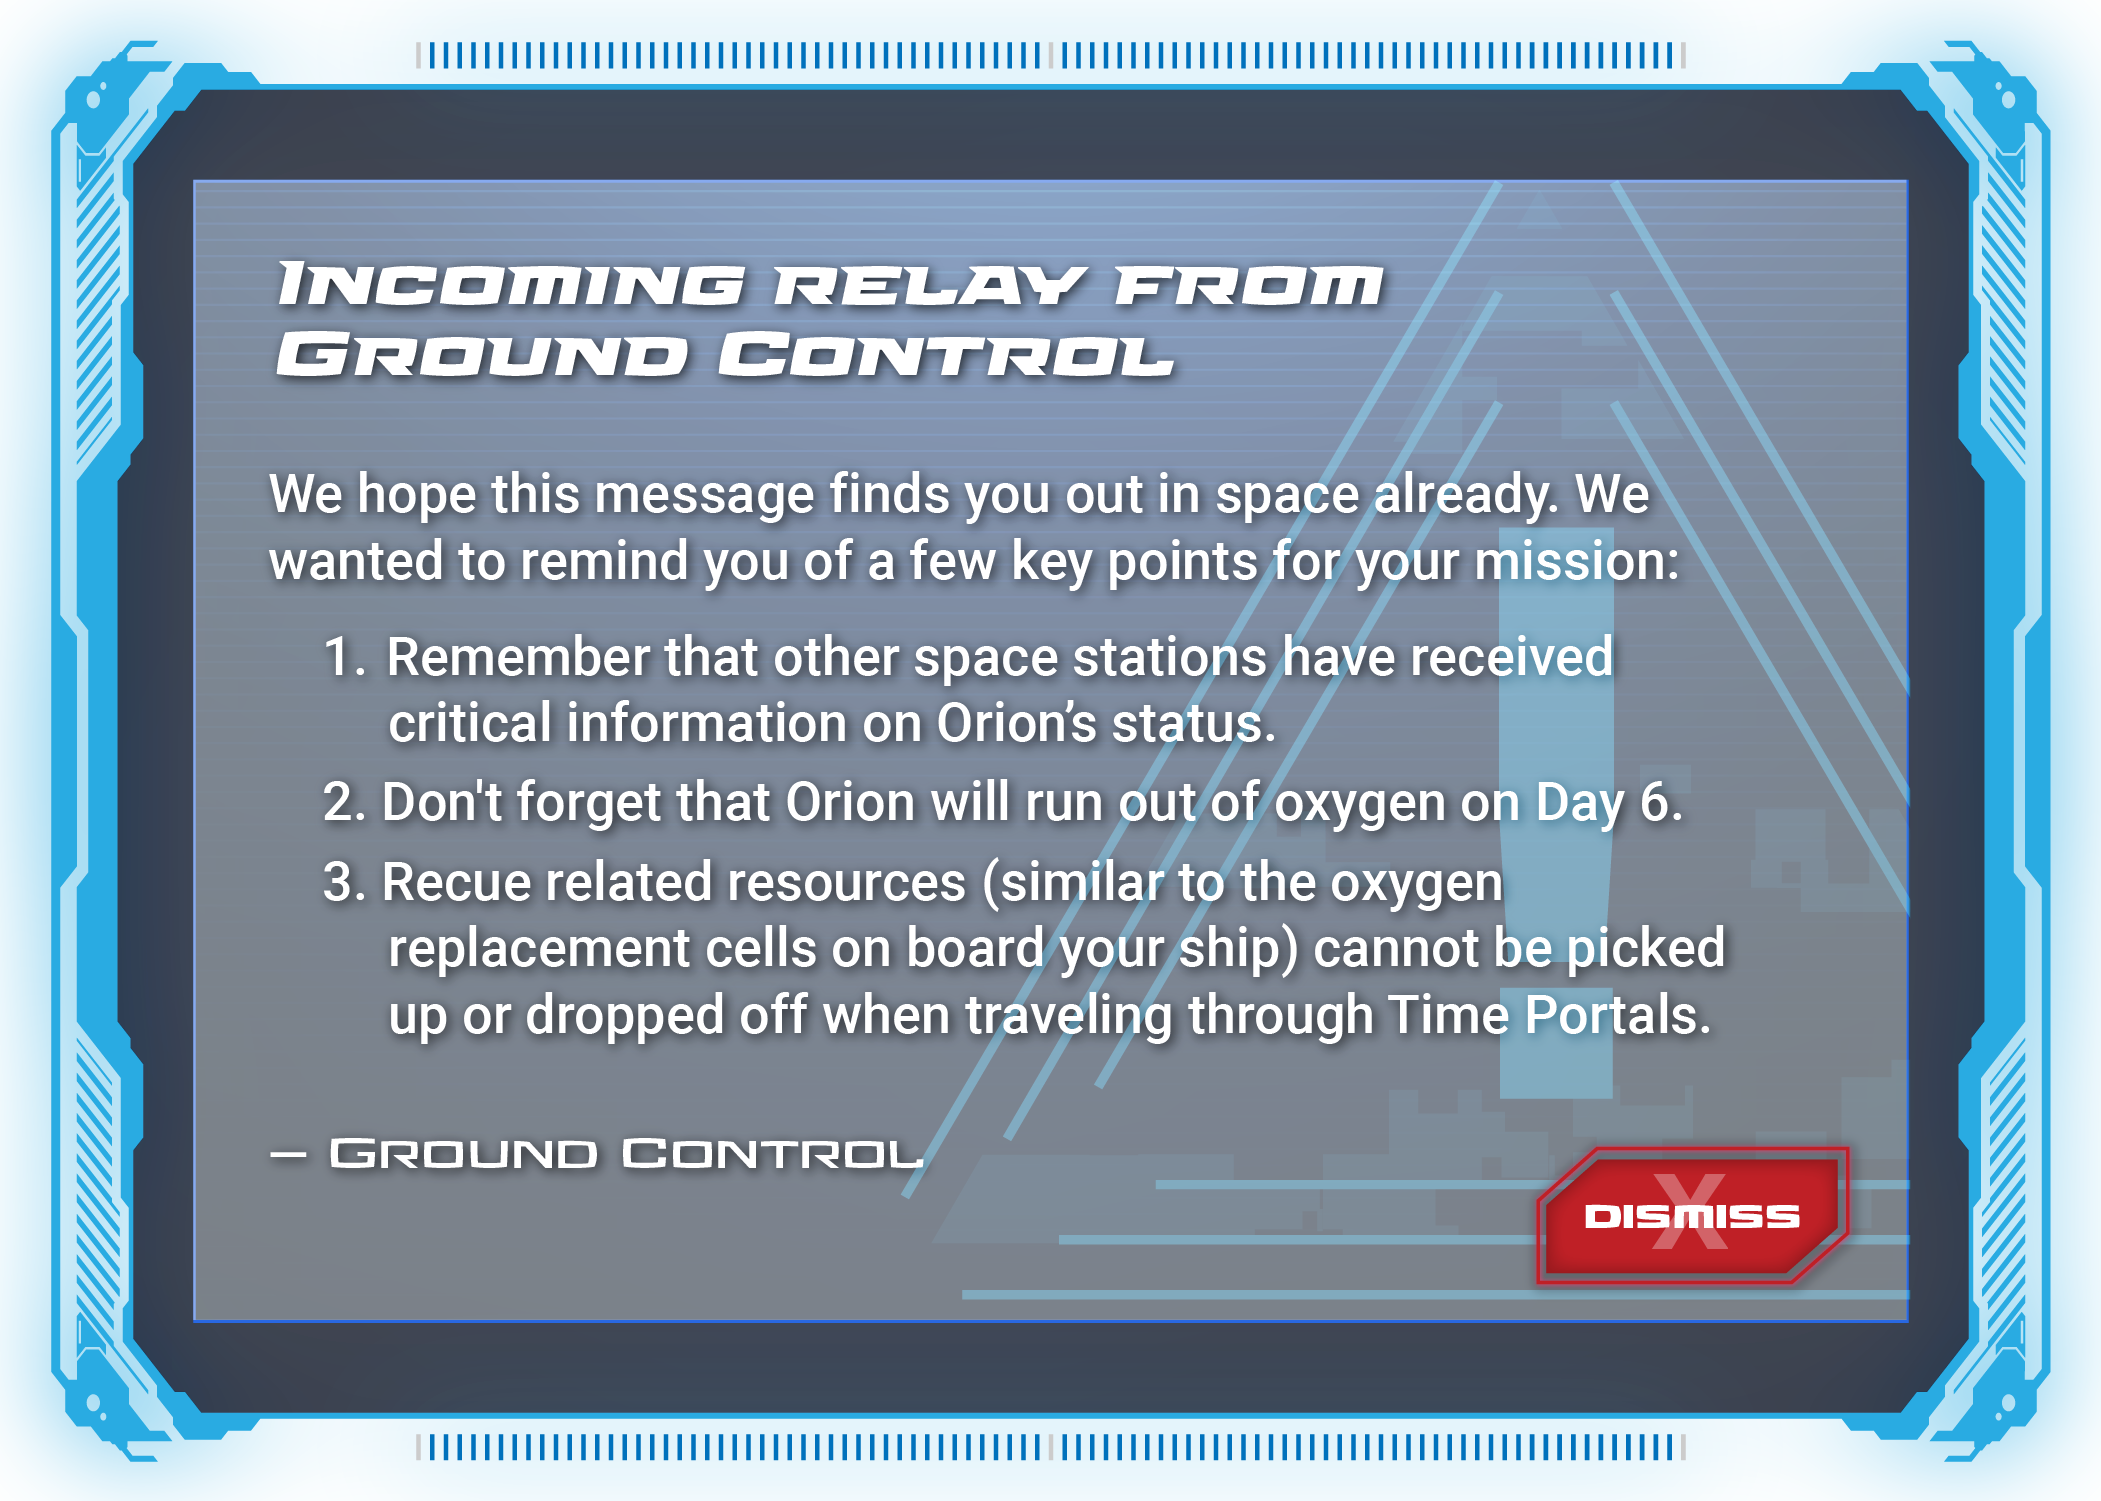 Incoming relay from
Ground Control
We hope this message finds you out in space already. We
wanted to remind you of a few key points for your mission:
1. Remember that other space stations have received
critical information on Orion’s status.
2. Don't forget that Orion will run out of oxygen on Day 6.
3. Recue related resources (similar to the oxygen
replacement cells on board your ship) cannot be picked
up or dropped off when traveling through Time Portals.
– Ground Control
X
DISMISS